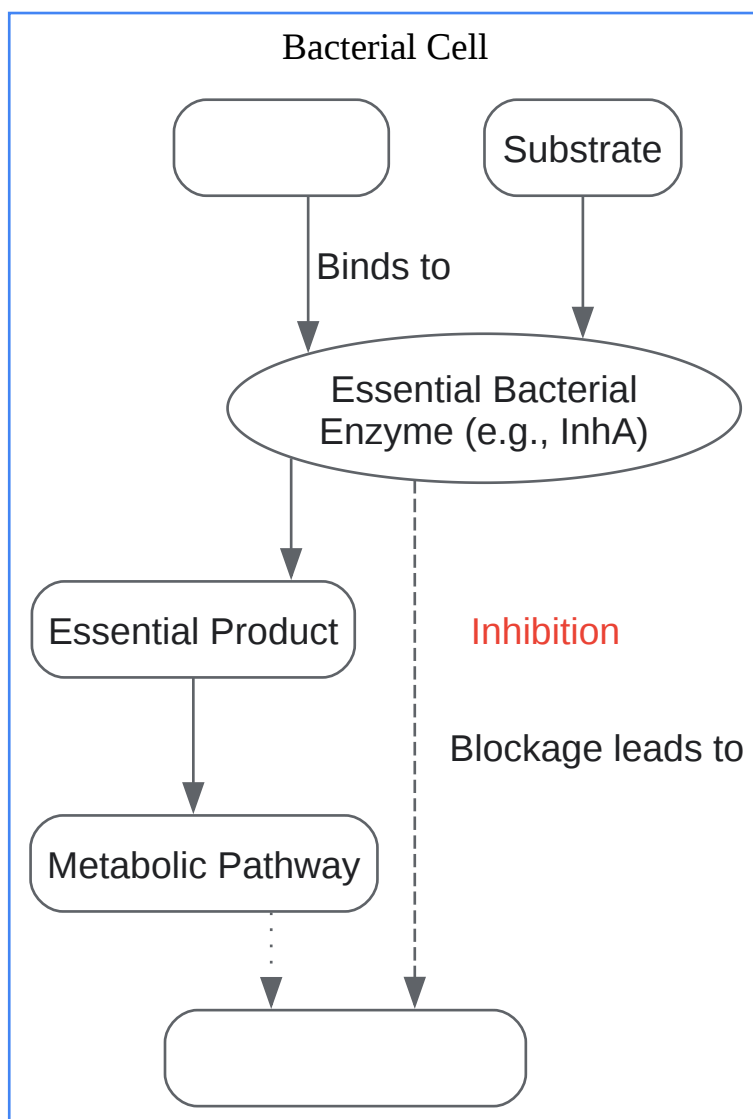 Bacterial Cell
Substrate
Binds to
Essential Bacterial
Enzyme (e.g., InhA)
Essential Product
Inhibition
Blockage leads to
Metabolic Pathway